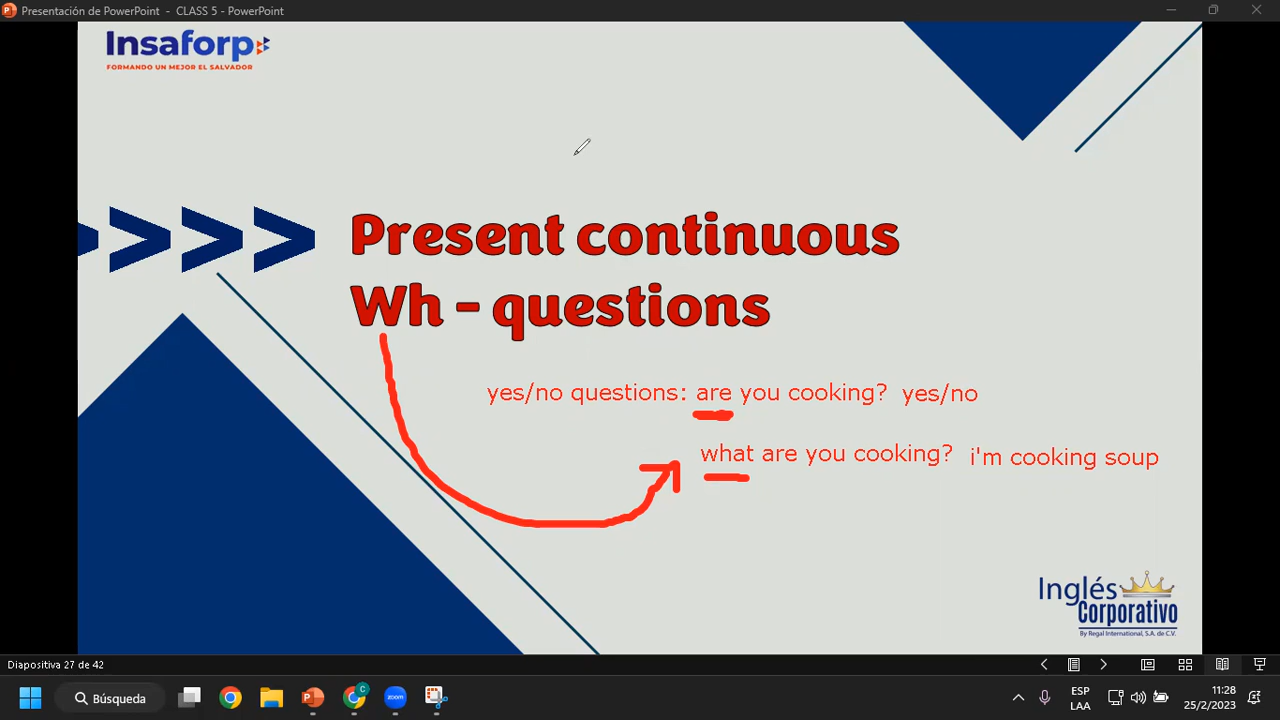 Presentación de PowerPoint - CLASS 5 - PowerPoint
Insaforp
FORMANDO UN MEJOR EL SALVADOR
Present continuous
Wh - questions
yes/no questions: are you cooking? yes/no
what are you cooking? i'm cooking soup
Inglés
Corporativo
By Regal International, S.A. de C.V.
Diapositiva 27 de 42
Búsqueda
zoom
ESP
LAA
11:28
25/2/2023